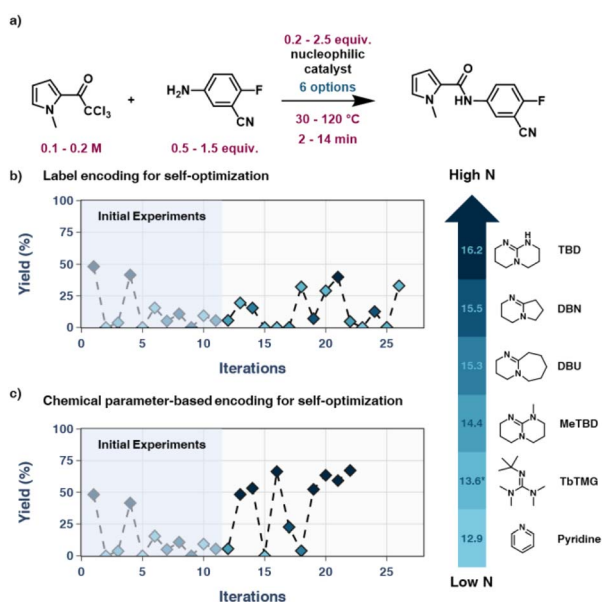 a)
0.2 - 2.5 equiv.
nucleophilic
catalyst
6 options
30 - 120 °C
2 - 14 min
O
N
CCl3
+
H2N
F
CN
O
N
HN
F
CN
0.1 - 0.2 M
0.5 - 1.5 equiv.
b) Label encoding for self-optimization
Initial Experiments
Yield (%)
100
75
50
25
0
0 5 10 15 20 25
Iterations
c) Chemical parameter-based encoding for self-optimization
Initial Experiments
Yield (%)
100
75
50
25
0
0 5 10 15 20 25
Iterations
High N
16.2 N N H N TBD
15.5 N N DBN
15.3 N N DBU
14.4 N N N MeTBD
13.6* N N N TbTMG
12.9 N Pyridine
Low N